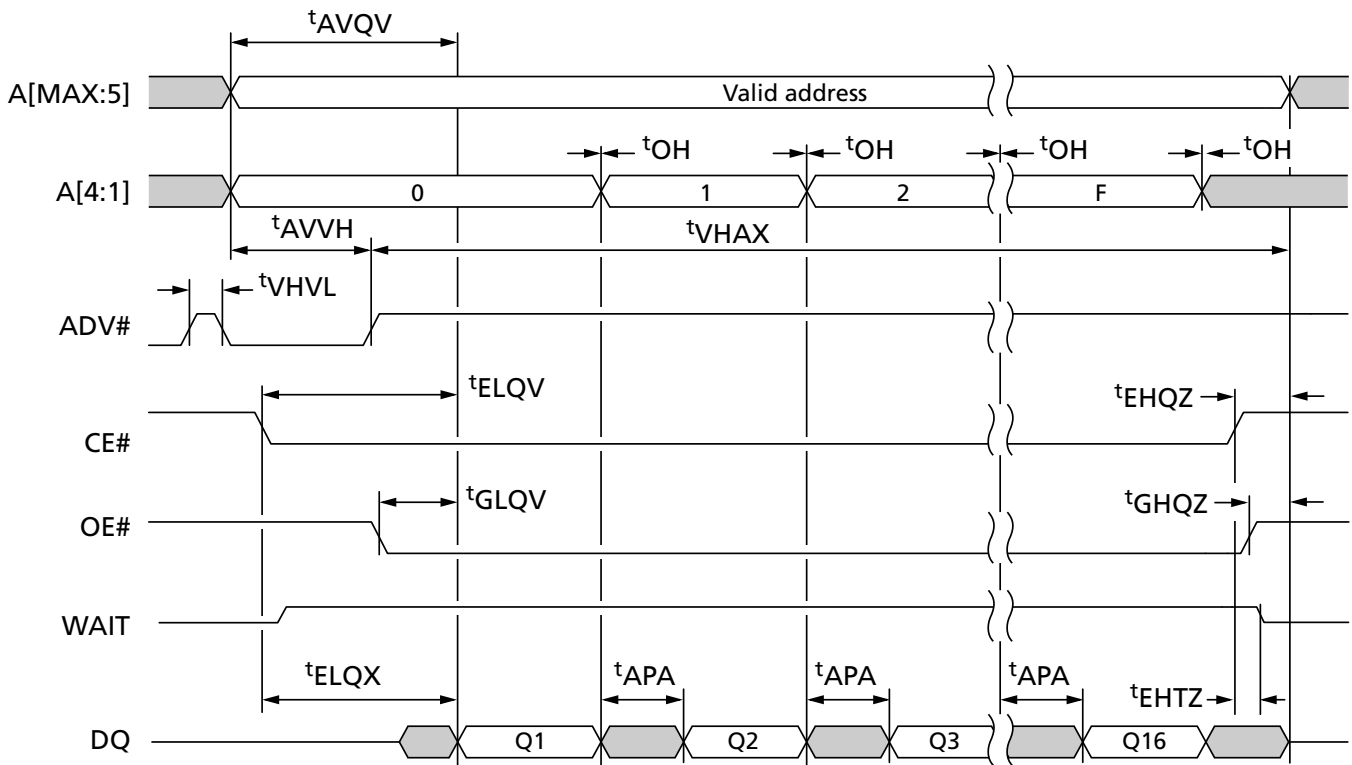 tAVQV
A[MAX:5] Valid address
tOH tOH tOH tOH
A[4:1] 0 1 2 F
tAVVH tVHAX
tVHVL
ADV#
tELQV tEHQZ
CE#
tGLQV tGHQZ
OE#
WAIT
tELQX tAPA tAPA tAPA
tEHTZ
DQ Q1 Q2 Q3 Q16